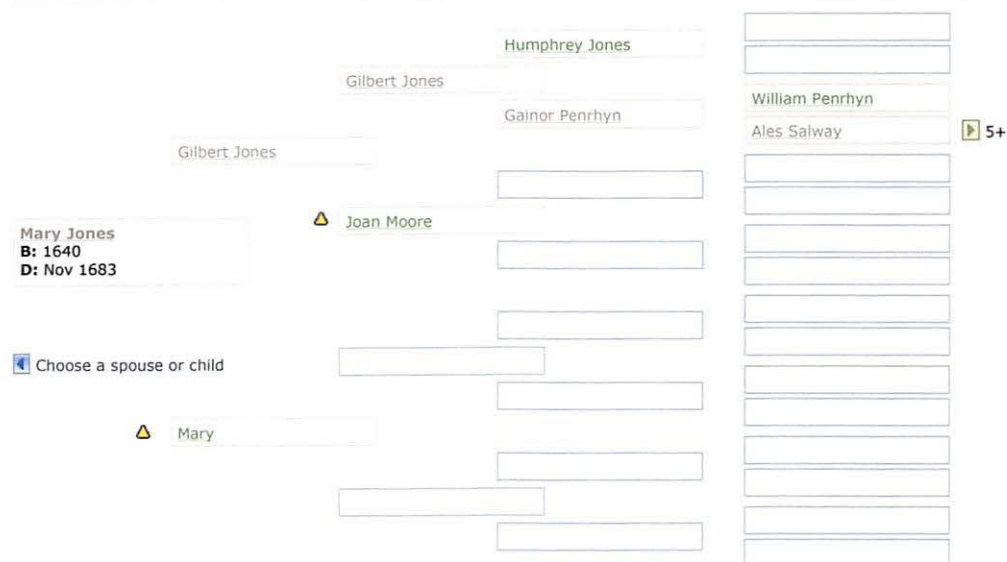 Humphrey Jones
Gilbert Jones
William Penrhyn
Gainor Penrhyn
Ales Salway
5+
Gilbert Jones
Joan Moore
Mary Jones
B: 1640
D: Nov 1683
Choose a spouse or child
Mary